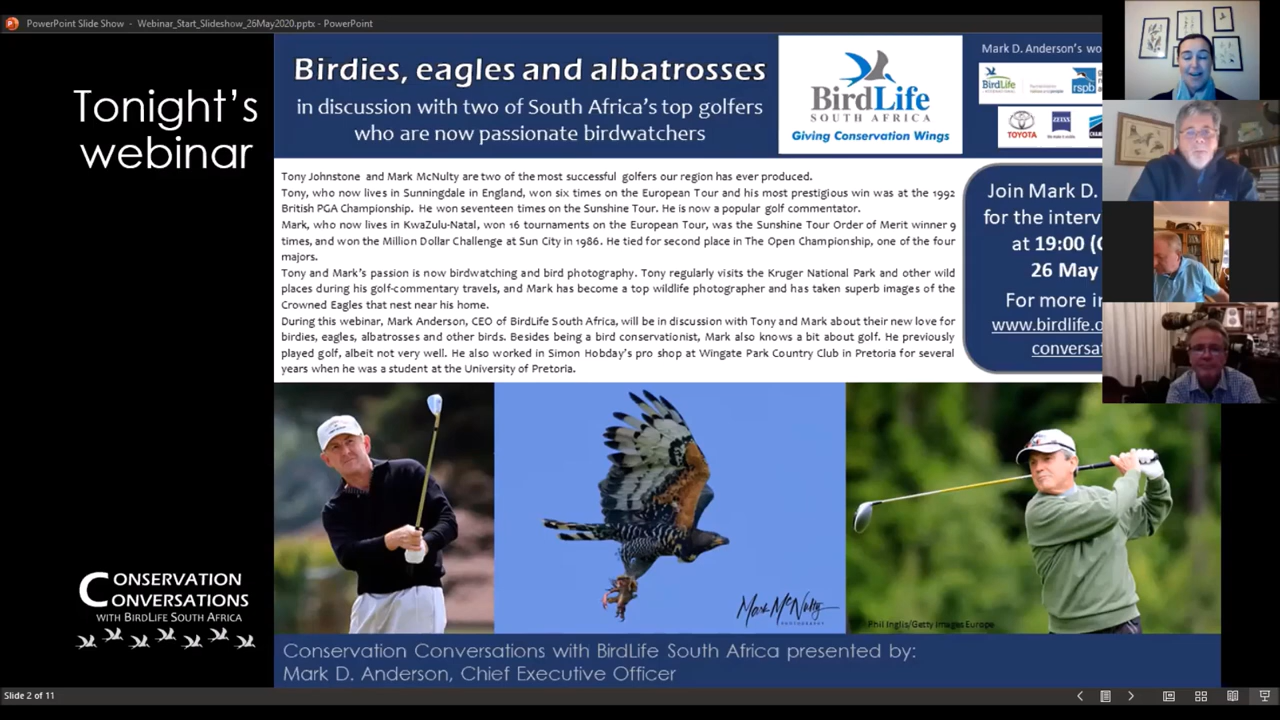 PowerPoint Slide Show - Webinar_Start_Slideshow_26May2020.pptx - PowerPoint
Tonight's
webinar
Birdies, eagles and albatrosses
in discussion with two of South Africa's top golfers
who are now passionate birdwatchers
BirdLife
SOUTH AFRICA
Giving Conservation Wings
Mark D. Anderson's wo
BirdLife
rspb
TOYOTA
ZEISS
Tony Johnstone and Mark McNulty are two of the most successful golfers our region has ever produced.
Tony, who now lives in Sunningdale in England, won six times on the European Tour and his most prestigious win was at the 1992
British PGA Championship. He won seventeen times on the Sunshine Tour. He is now a popular golf commentator.
Mark, who now lives in KwaZulu-Natal, won 16 tournaments on the European Tour, was the Sunshine Tour Order of Merit winner 9
times, and won the Million Dollar Challenge at Sun City in 1986. He tied for second place in The Open Championship, one of the four
majors.
Tony and Mark's passion is now birdwatching and bird photography. Tony regularly visits the Kruger National Park and other wild
places during his golf-commentary travels, and Mark has become a top wildlife photographer and has taken superb images of the
Crowned Eagles that nest near his home.
During this webinar, Mark Anderson, CEO of BirdLife South Africa, will be in discussion with Tony and Mark about their new love for
birdies, eagles, albatrosses and other birds. Besides being a bird conservationist, Mark also knows a bit about golf. He previously
played golf, albeit not very well. He also worked in Simon Hobday's pro shop at Wingate Park Country Club in Pretoria for several
years when he was a student at the University of Pretoria.
Join Mark D.
for the interv
at 19:00 (
26 May
For more in
www.birdlife.o
conversat
Mark McNulty
PHOTOGRAPHY
Phil Inglis/Getty Images Europe
CONSERVATION
CONVERSATIONS
WITH BIRDLIFE SOUTH AFRICA
Conservation Conversations with BirdLife South Africa presented by:
Mark D. Anderson, Chief Executive Officer
Slide 2 of 11